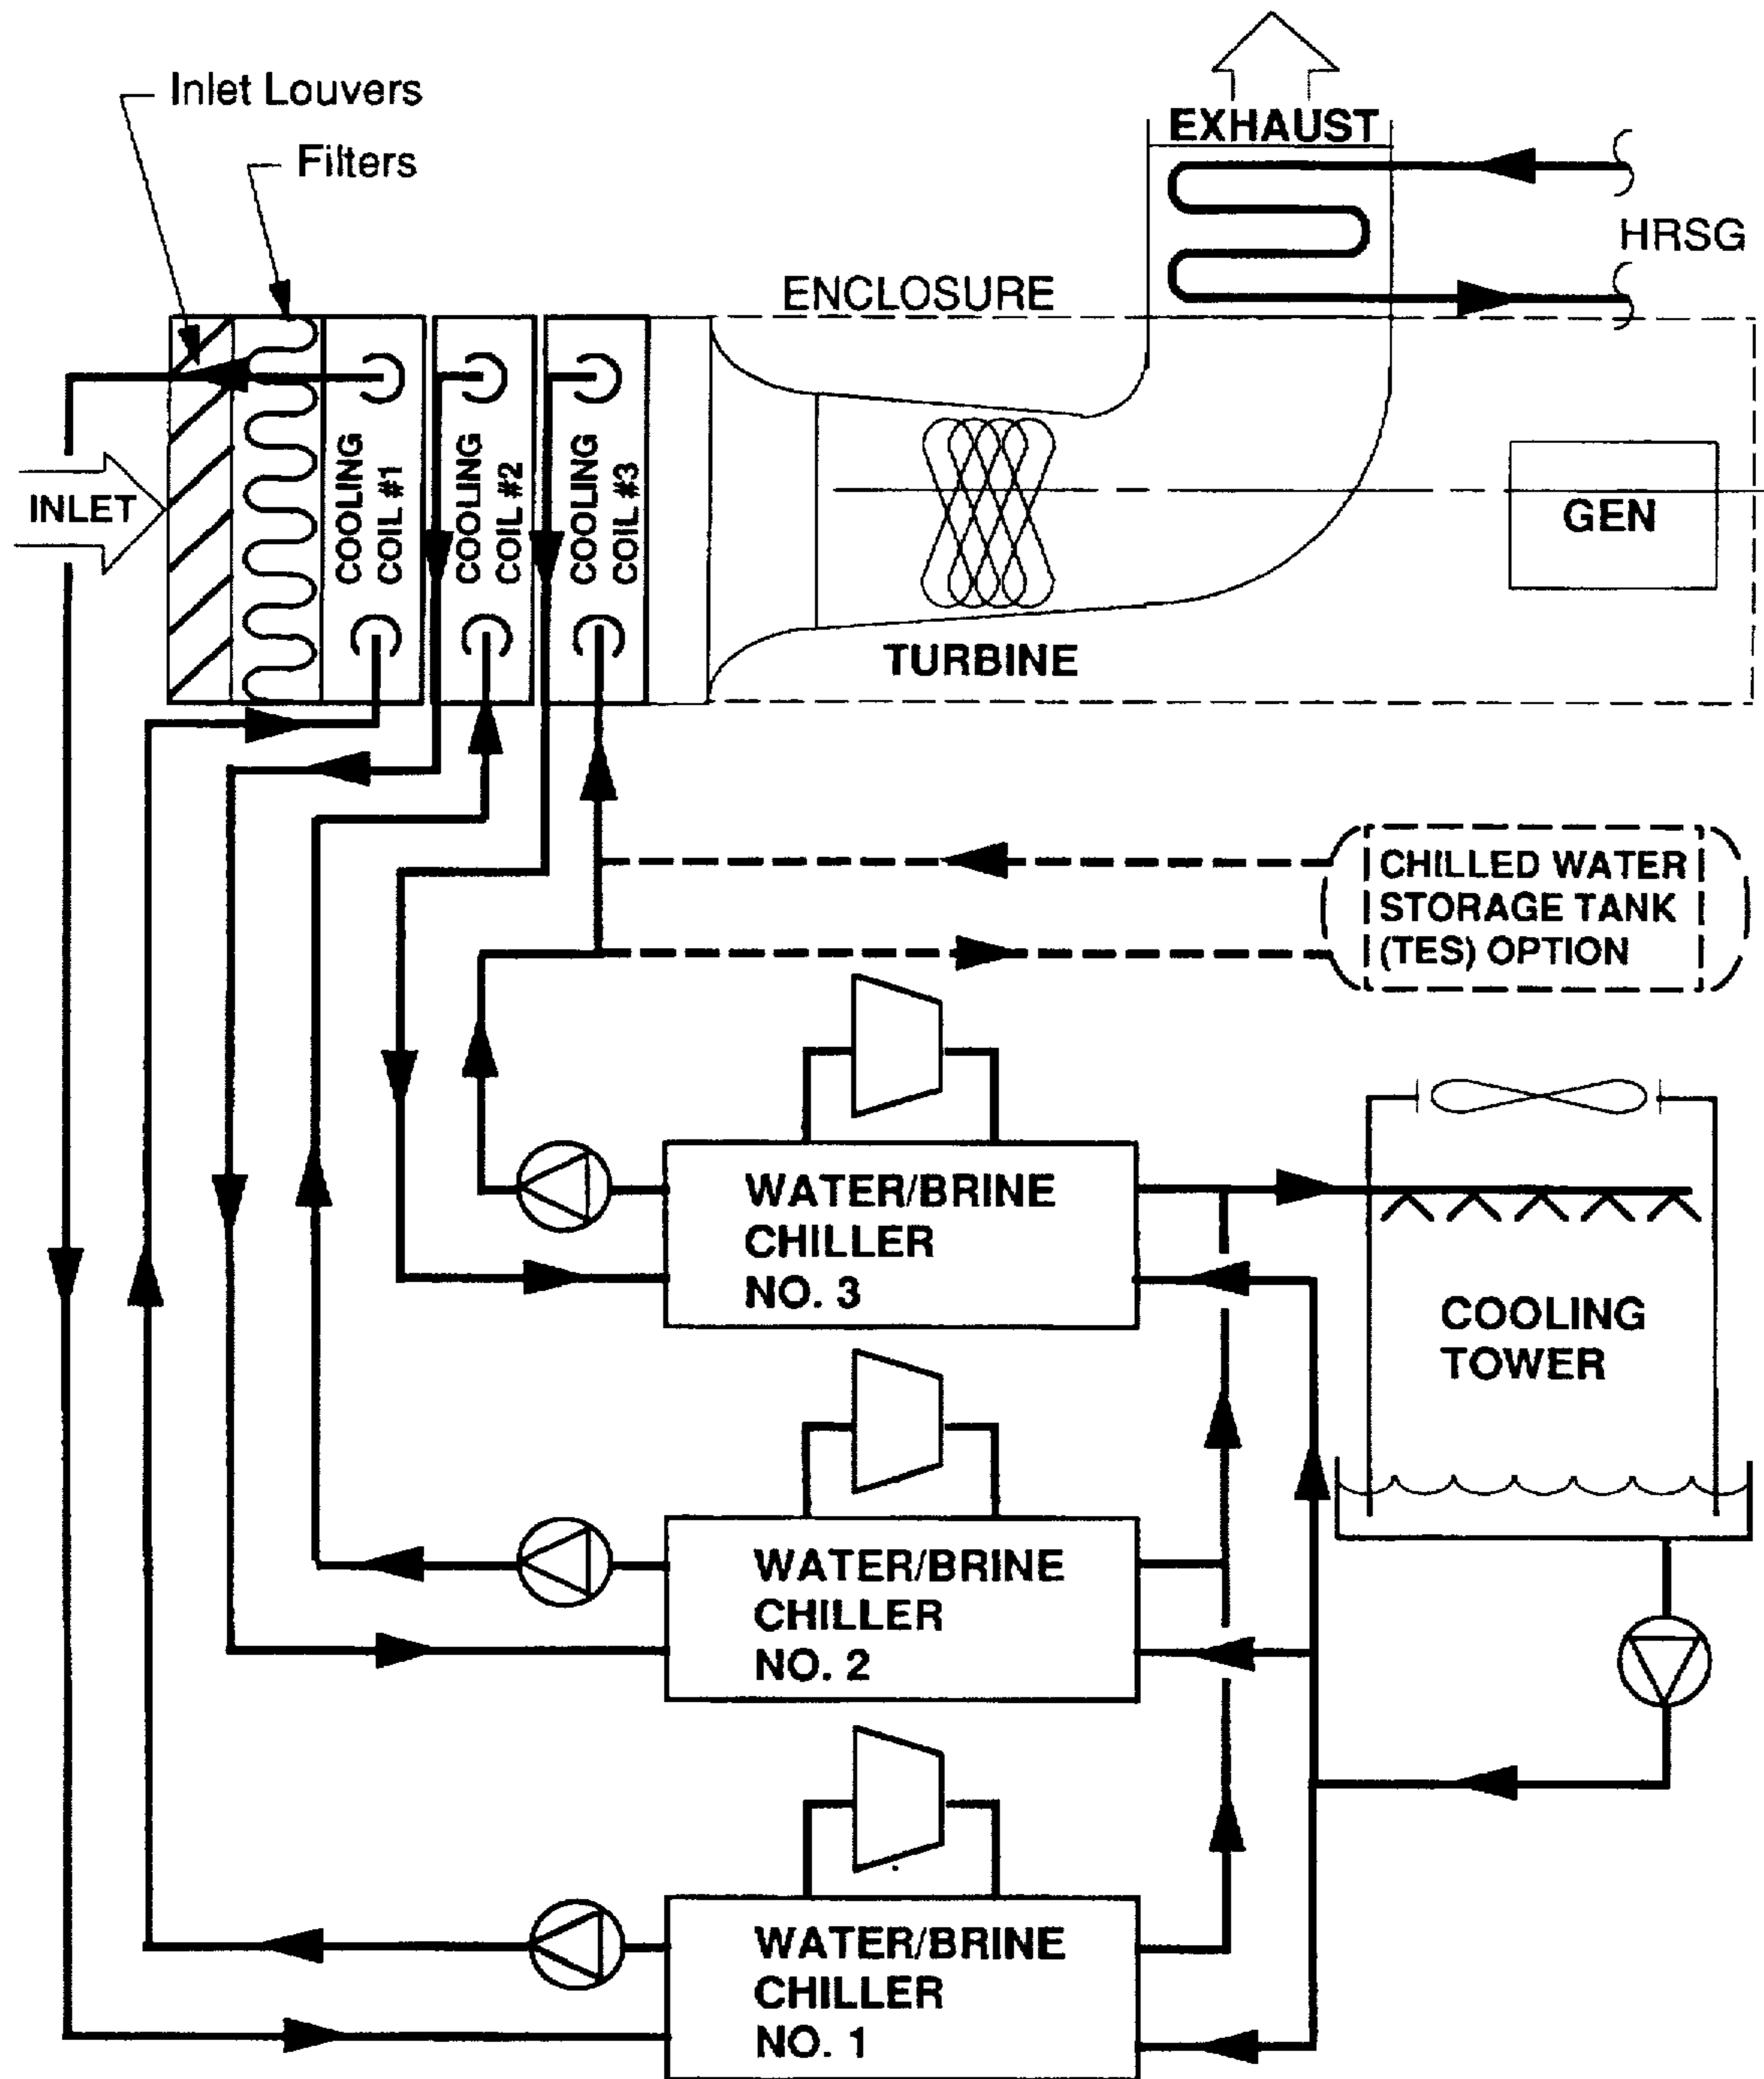 Inlet Louvers
Filters
EXHAUST
HRSG
ENCLOSURE
INLET
COOLING
COIL #1
COOLING
COIL #2
COOLING
COIL #3
GEN
TURBINE
CHILLED WATER
STORAGE TANK
(TES) OPTION
WATER/BRINE
CHILLER
NO. 3
COOLING
TOWER
WATER/BRINE
CHILLER
NO. 2
WATER/BRINE
CHILLER
NO. 1